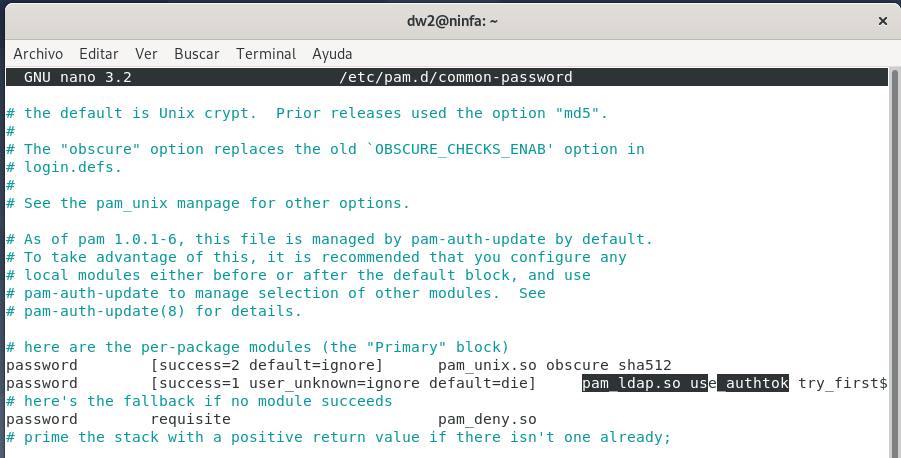 dw2@ninfa: ~
×
Archivo Editar Ver Buscar Terminal Ayuda
GNU nano 3.2 /etc/pam.d/common-password
# the default is Unix crypt. Prior releases used the option "md5".
#
# The "obscure" option replaces the old `OBSCURE_CHECKS_ENAB' option in
# login.defs.
#
# See the pam_unix manpage for other options.
# As of pam 1.0.1-6, this file is managed by pam-auth-update by default.
# To take advantage of this, it is recommended that you configure any
# local modules either before or after the default block, and use
# pam-auth-update to manage selection of other modules. See
# pam-auth-update(8) for details.
# here are the per-package modules (the "Primary" block)
password [success=2 default=ignore] pam_unix.so obscure sha512
password [success=1 user_unknown=ignore default=die] pam_ldap.so use_authtok try_first$
# here's the fallback if no module succeeds
password requisite pam_deny.so
# prime the stack with a positive return value if there isn't one already;